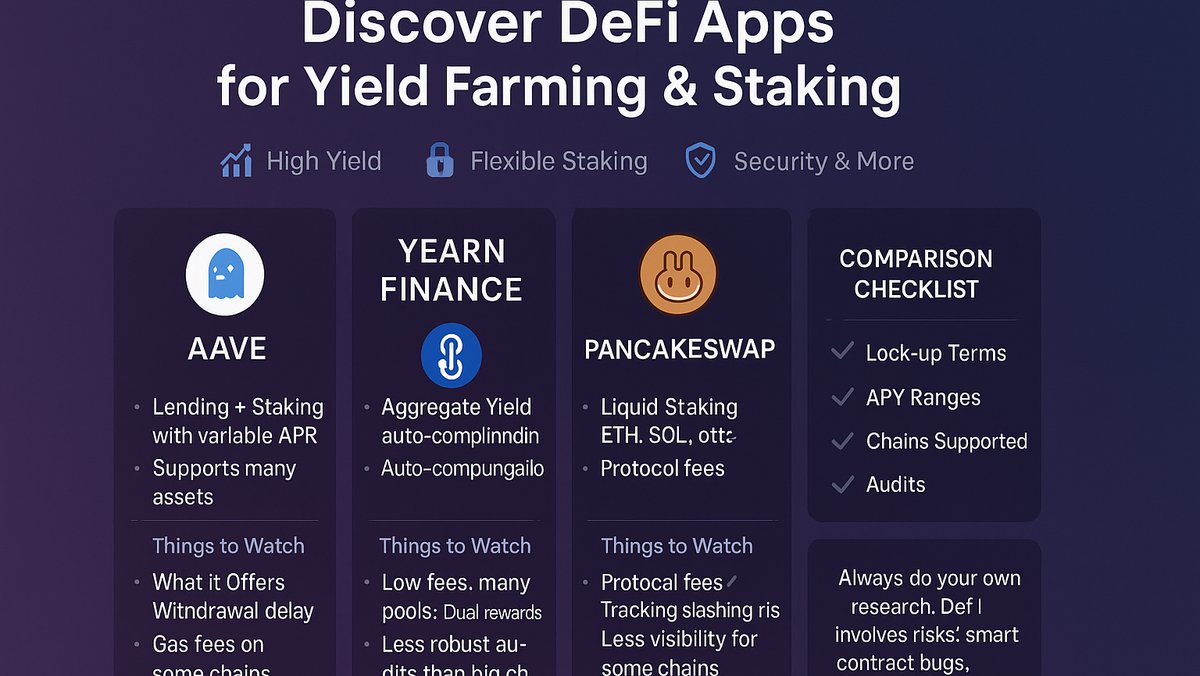 Discover DeFi Apps
for Yield Farming & Staking
High Yield
Flexible Staking
Security & More
AAVE
• Lending + Staking
with varlable APR
• Supports many
assets
Things to Watch
• What it Offers
Witndrawal delay
• Gas fees on
some chains
YEARN
FINANCE
• Aggregate Yield
auto-complinndin
• Auto-compungailo
Things to Watch
• Low fees. many
pools: Dual rewards
• Less robust au-
dits than big ch
PANCAKESWAP
• Liquid Staking
ETH. SOL,
• Protocol fees
Things to Watch
• Protocal fees
Tracking slashing ris
Less visibility for
some chains
COMPARISON
CHECKLIST
Lock-up Terms
APY Ranges
Chains Supported
Audits
Always do your own
research. Def I
involves risks: smart
contract bugs,